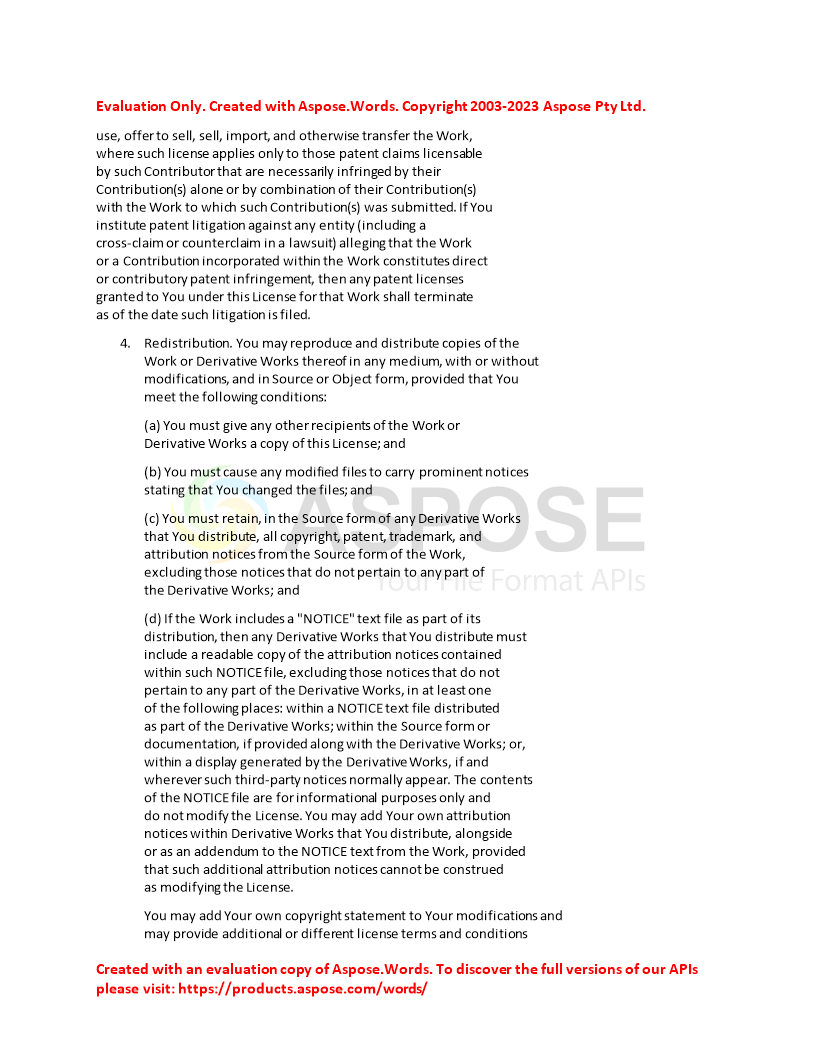 Evaluation Only. Created with Aspose.Words. Copyright 2003-2023 Aspose Pty Ltd.
use, offer to sell, sell, import, and otherwise transfer the Work,
where such license applies only to those patent claims licensable
by such Contributor that are necessarily infringed by their
Contribution(s) alone or by combination of their Contribution(s)
with the Work to which such Contribution(s) was submitted. If You
institute patent litigation against any entity (including a
cross-claim or counterclaim in a lawsuit) alleging that the Work
or a Contribution incorporated within the Work constitutes direct
or contributory patent infringement, then any patent licenses
granted to You under this License for that Work shall terminate
as of the date such litigation is filed.
4. Redistribution. You may reproduce and distribute copies of the
Work or Derivative Works thereof in any medium, with or without
modifications, and in Source or Object form, provided that You
meet the following conditions:
(a) You must give any other recipients of the Work or
Derivative Works a copy of this License; and
(b) You must cause any modified files to carry prominent notices
stating that You changed the files; and
(c) You must retain, in the Source form of any Derivative Works
that You distribute, all copyright, patent, trademark, and
attribution notices from the Source form of the Work,
excluding those notices that do not pertain to any part of
the Derivative Works; and
ASPOSE
Your File Format APIs
(d) If the Work includes a "NOTICE" text file as part of its
distribution, then any Derivative Works that You distribute must
include a readable copy of the attribution notices contained
within such NOTICE file, excluding those notices that do not
pertain to any part of the Derivative Works, in at least one
of the following places: within a NOTICE text file distributed
as part of the Derivative Works; within the Source form or
documentation, if provided along with the Derivative Works; or,
within a display generated by the Derivative Works, if and
wherever such third-party notices normally appear. The contents
of the NOTICE file are for informational purposes only and
do not modify the License. You may add Your own attribution
notices within Derivative Works that You distribute, alongside
or as an addendum to the NOTICE text from the Work, provided
that such additional attribution notices cannot be construed
as modifying the License.
You may add Your own copyright statement to Your modifications and
may provide additional or different license terms and conditions
Created with an evaluation copy of Aspose.Words. To discover the full versions of our APIs
please visit: https://products.aspose.com/words/